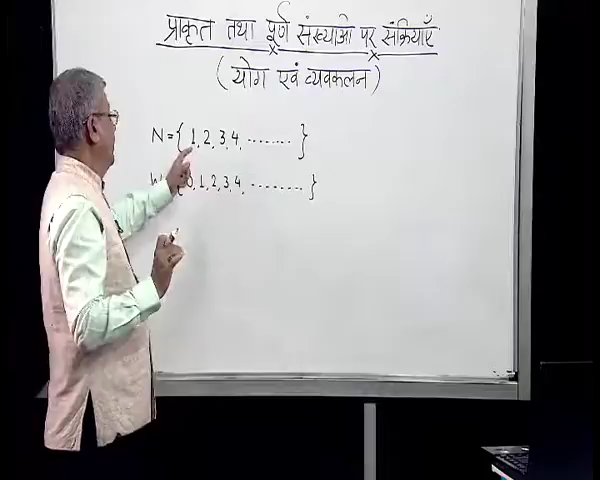 प्राकृत तथा पूर्ण संख्याओ पर संक्रियाएँ
(योग एवं व्यवकलन)
N={1,2,3,4,.......}
W {0,1,2,3,4,........}